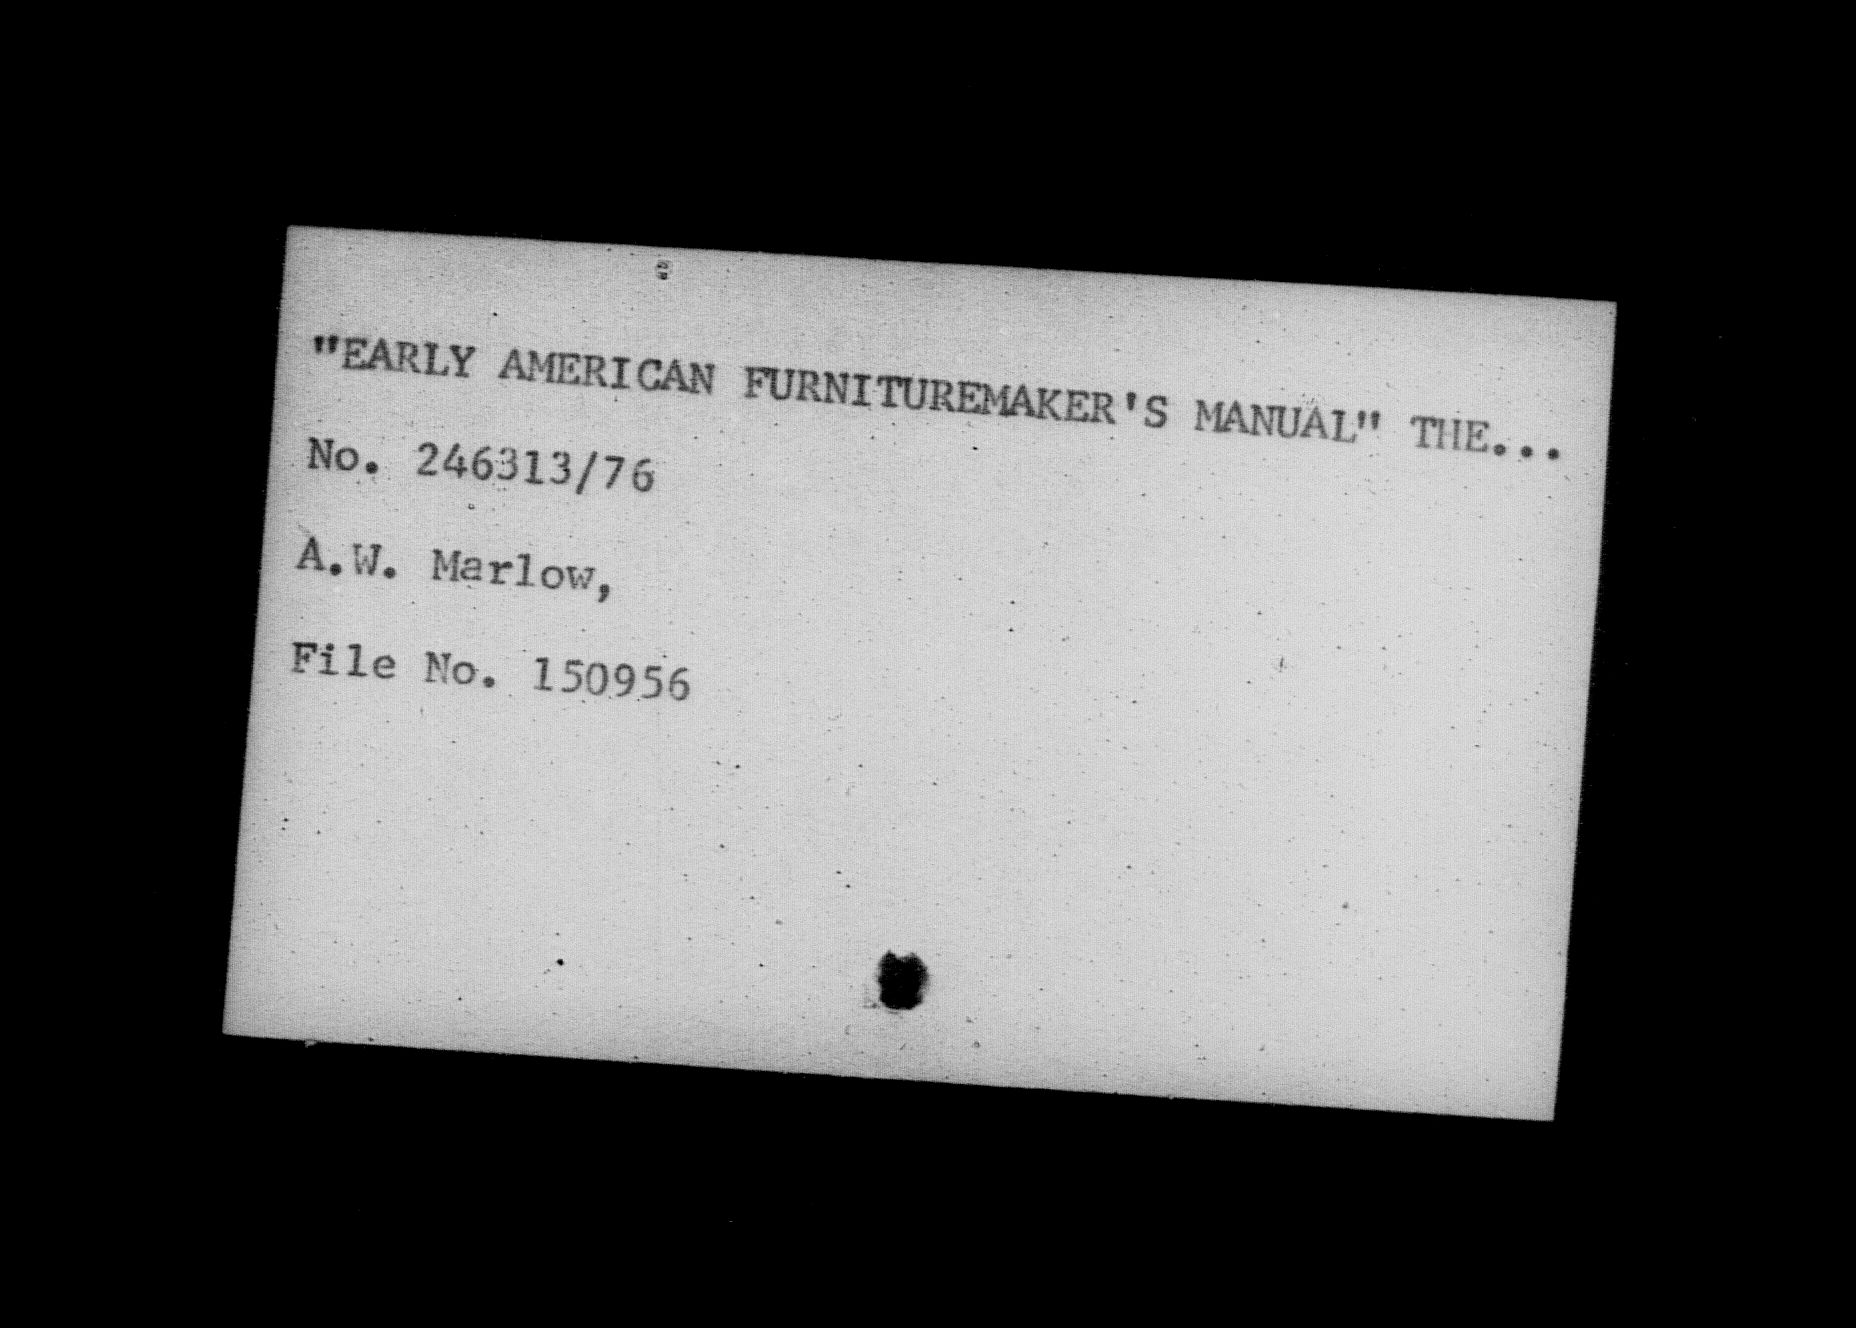 "EARLY AMERICAN FURNITUREMAKER'S MANUAL" THE...
No. 246313/76
A.W. Marlow,
File No. 150956